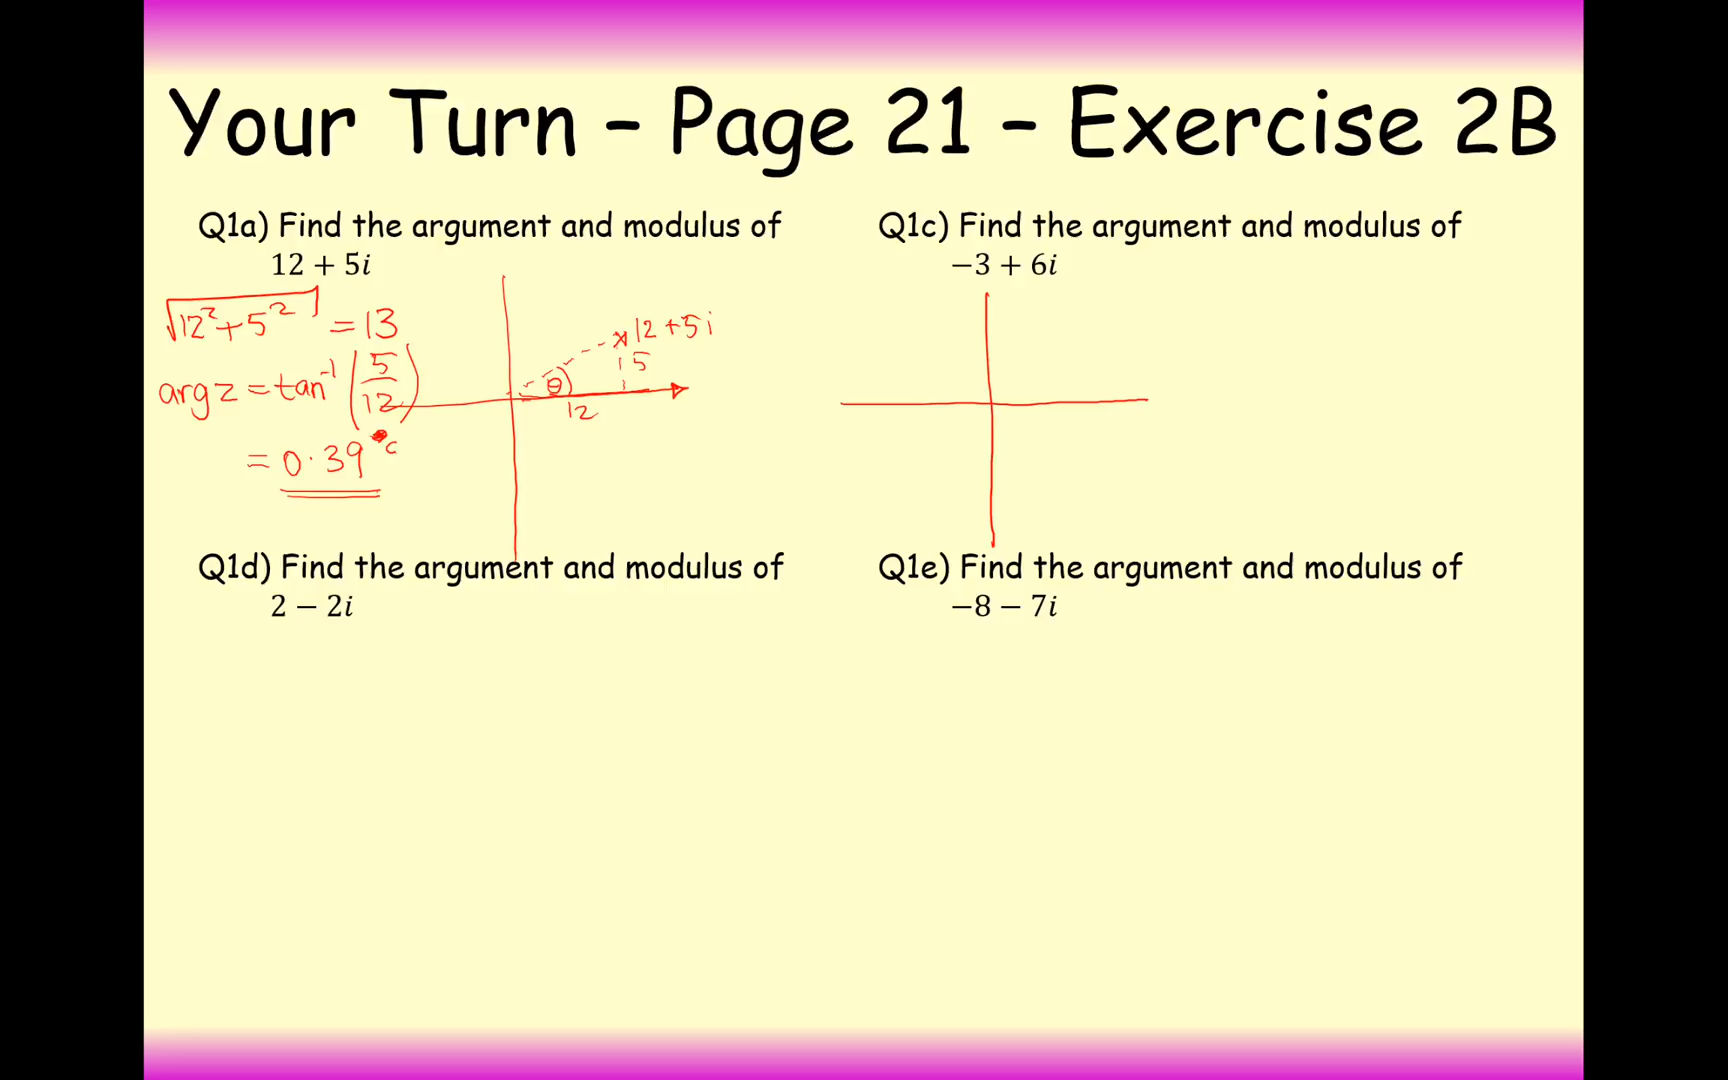 Your Turn – Page 21 – Exercise 2B
Q1a) Find the argument and modulus of
12 + 5i
√12²+5² = 13
arg z = tan⁻¹ (5/12)
= 0.39 ᶜ
12 + 5i
5
θ
12
Q1c) Find the argument and modulus of
−3 + 6i
Q1d) Find the argument and modulus of
2 − 2i
Q1e) Find the argument and modulus of
−8 − 7i